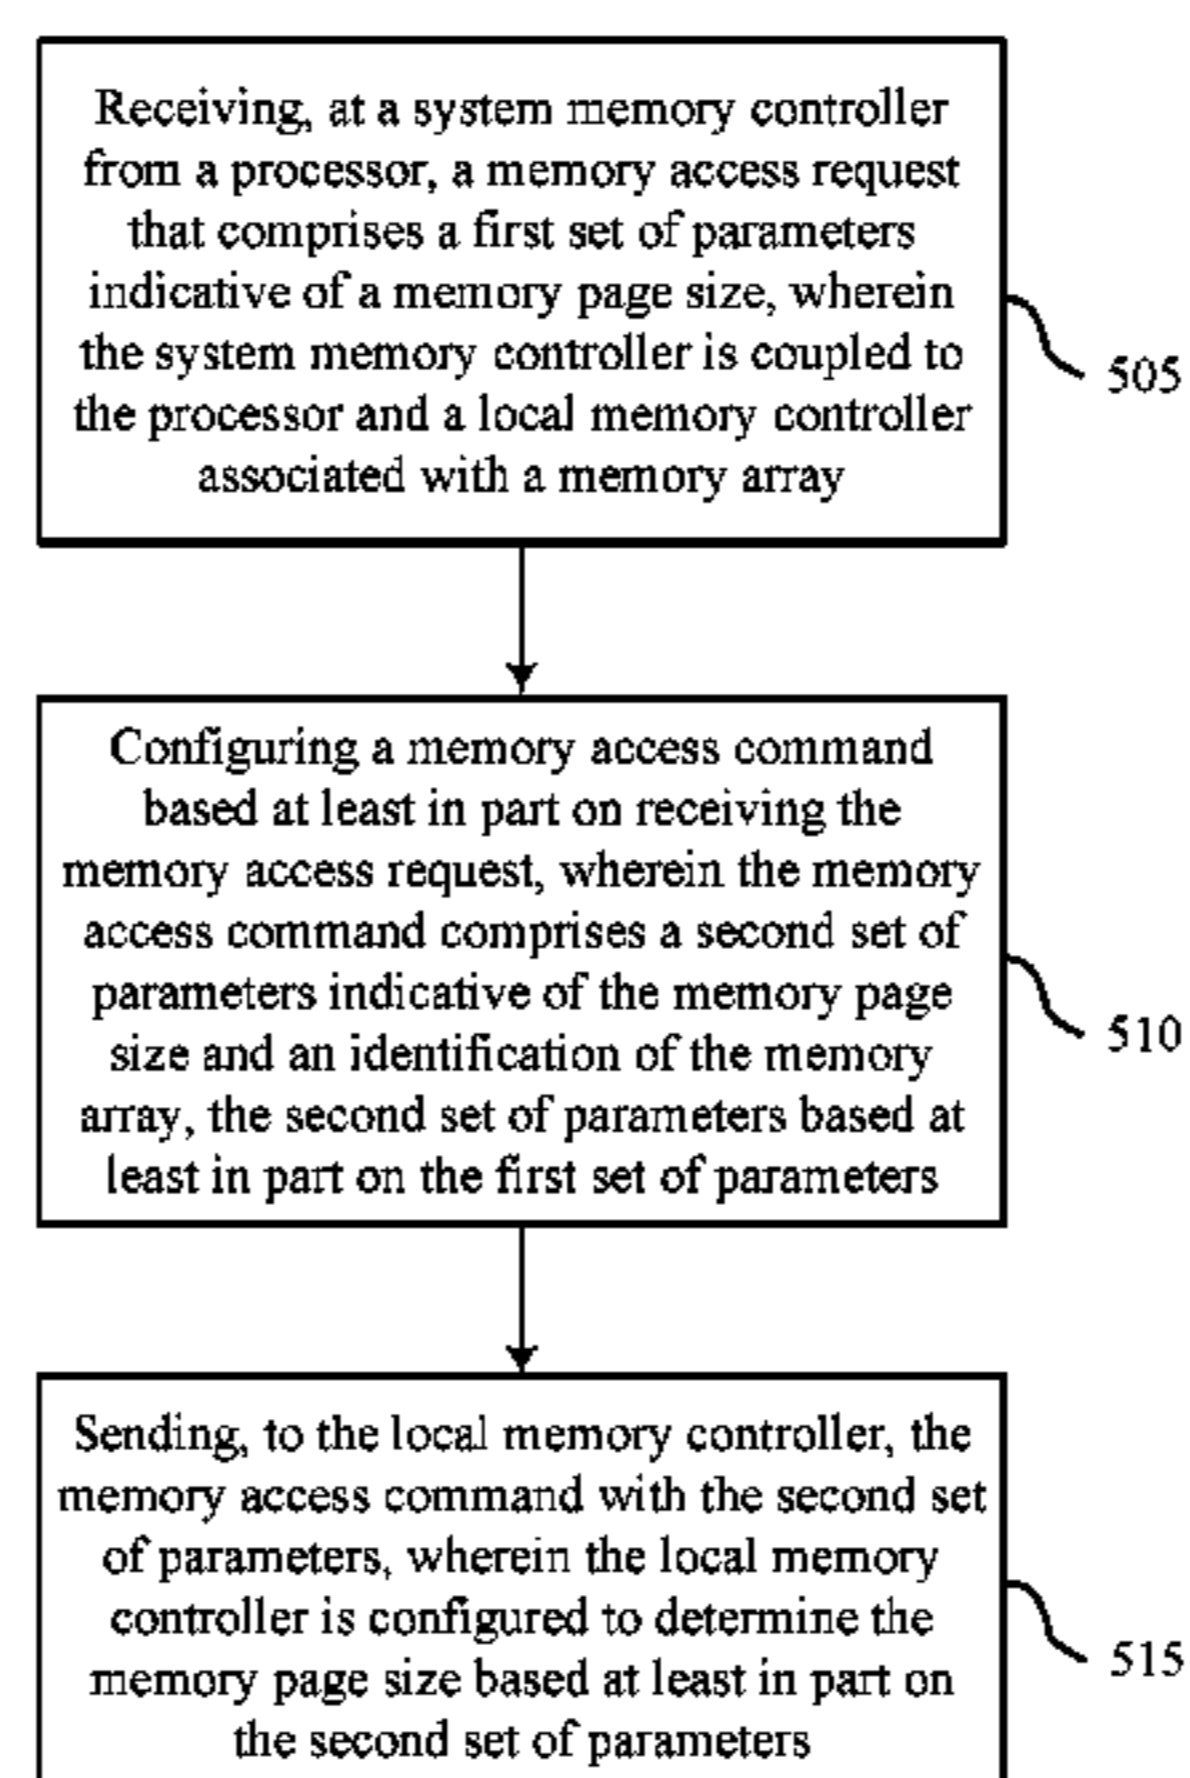 Receiving, at a system memory controller
from a processor, a memory access request
that comprises a first set of parameters
indicative of a memory page size, wherein
the system memory controller is coupled to
the processor and a local memory controller
associated with a memory array
505
Configuring a memory access command
based at least in part on receiving the
memory access request, wherein the memory
access command comprises a second set of
parameters indicative of the memory page
size and an identification of the memory
array, the second set of parameters based at
least in part on the first set of parameters
510
Sending, to the local memory controller, the
memory access command with the second set
of parameters, wherein the local memory
controller is configured to determine the
memory page size based at least in part on
the second set of parameters
515